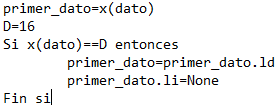 primer_dato=x(dato)
D=16
Si x(dato)==D entonces
        primer_dato=primer_dato.ld
        primer_dato.li=None
Fin si